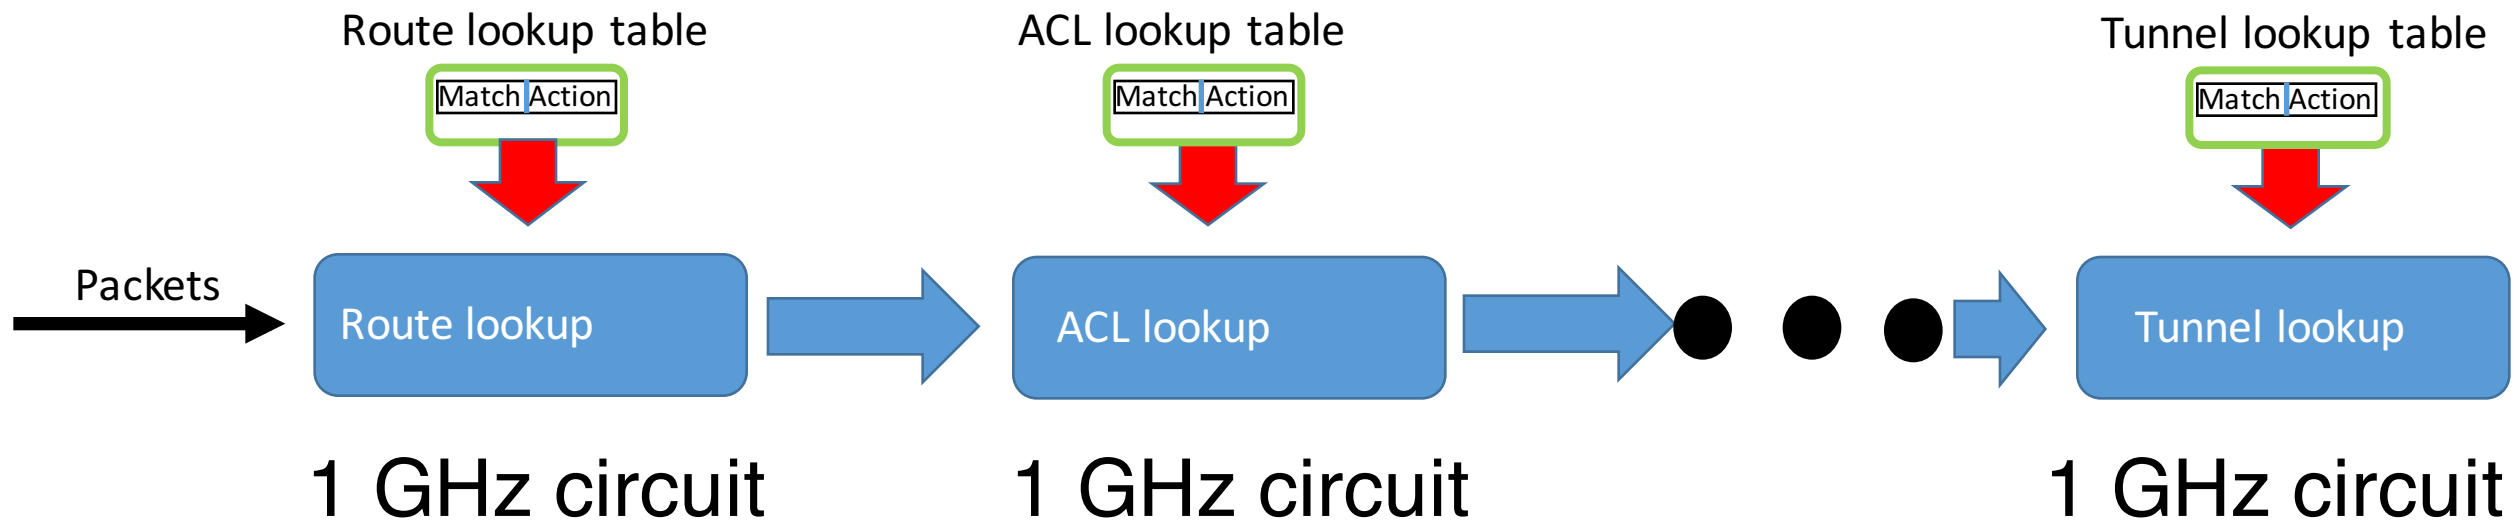 Route lookup table
ACL lookup table
Tunnel lookup table
Match Action
Match Action
Match Action
Packets
Route lookup
ACL lookup
Tunnel lookup
1 GHz circuit
1 GHz circuit
1 GHz circuit